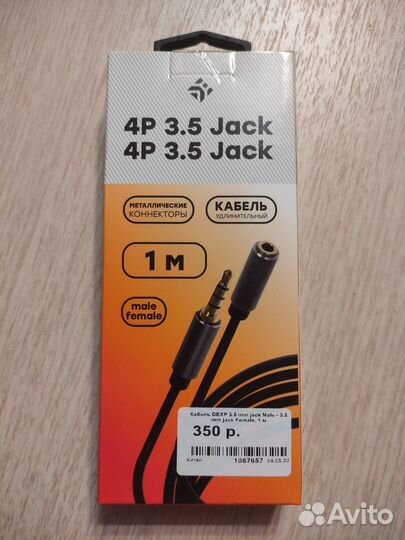 4P 3.5 Jack
4P 3.5 Jack
МЕТАЛЛИЧЕСКИЕ
КОННЕКТОРЫ
КАБЕЛЬ
УДЛИНИТЕЛЬНЫЙ
1 м
male
female
Кабель DEXP 3.5 mm jack Male - 3.5
mm jack Female, 1 м
350 р.
Китай 1087657
Avito